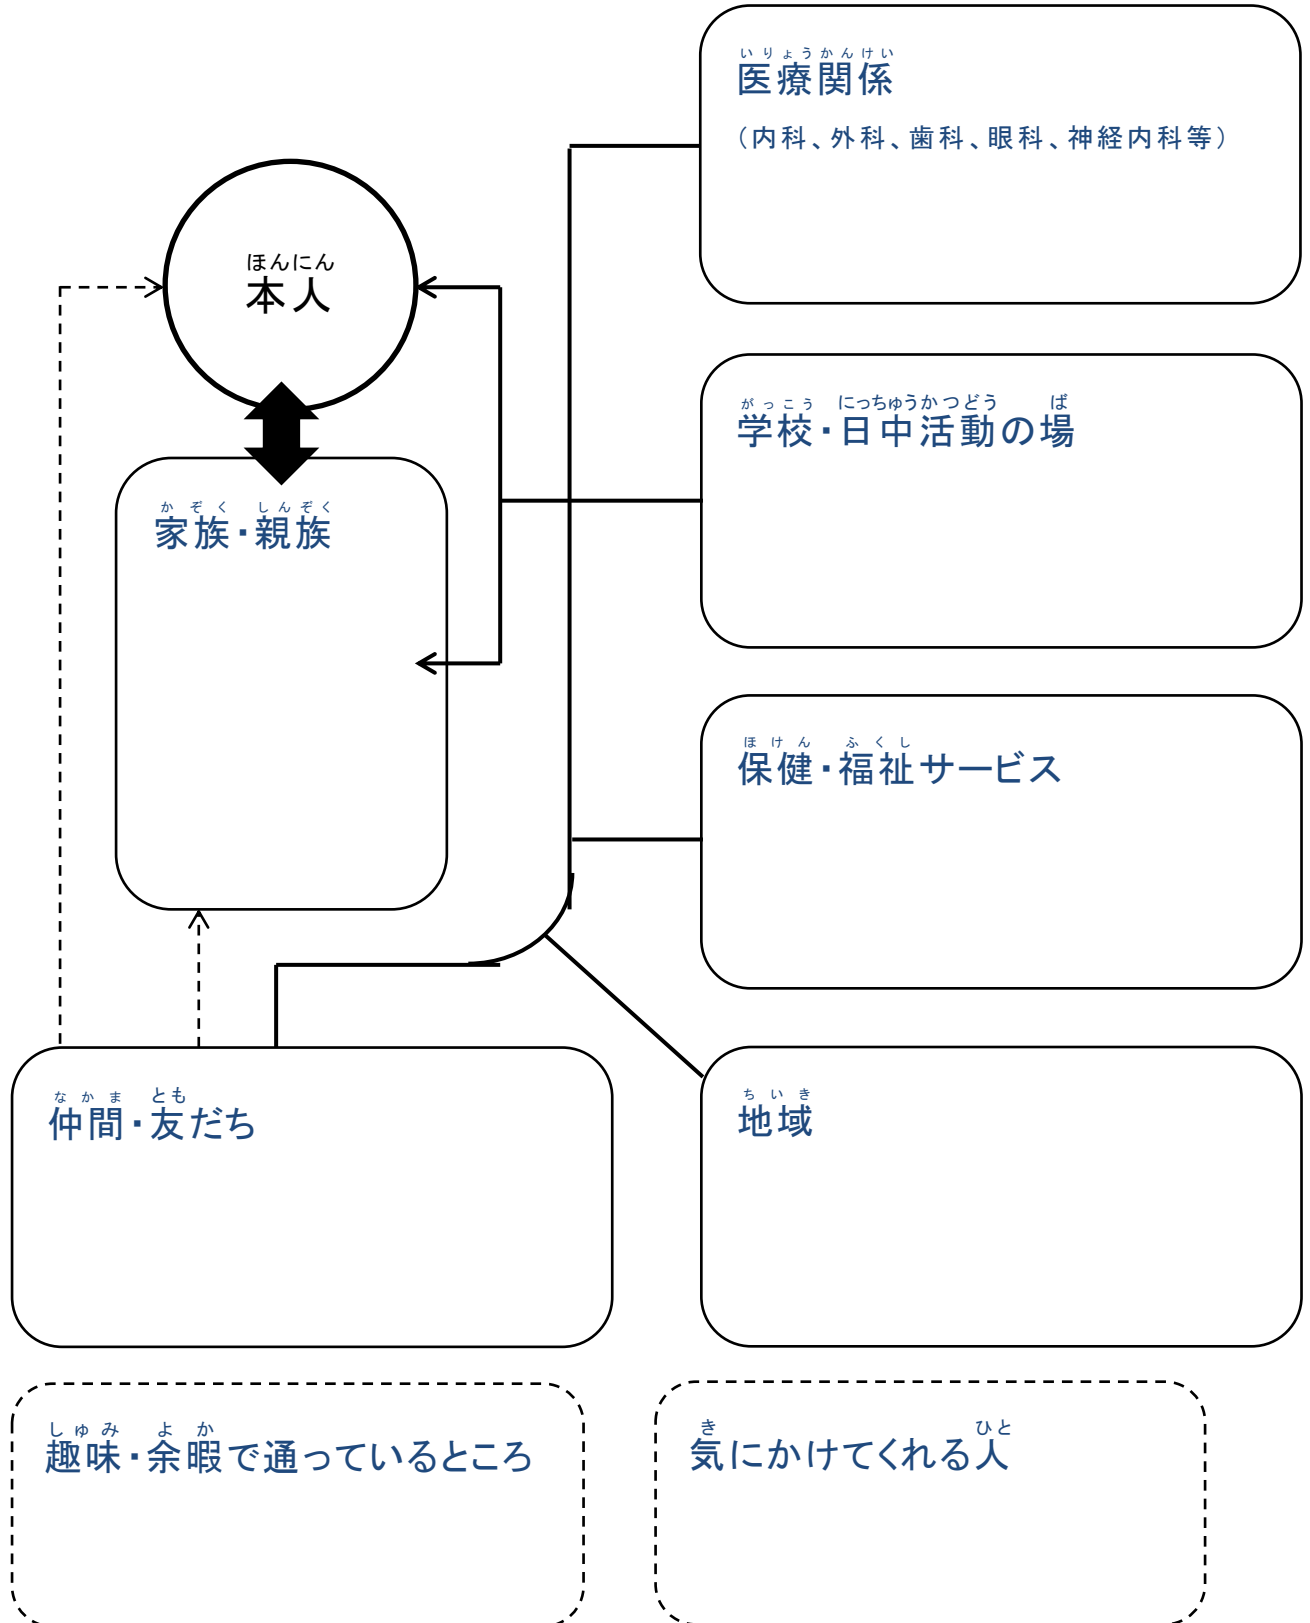 いりょうかんけい
医療関係
（内科、外科、歯科、眼科、神経内科等）
ほんにん
本人
がっこう にっちゅうかつどう ば
学校・日中活動の場
かぞく しんぞく
家族・親族
ほけん ふくし
保健・福祉サービス
なかま とも
仲間・友だち
ちいき
地域
しゅみ よか
趣味・余暇で通っているところ
き ひと
気にかけてくれる人